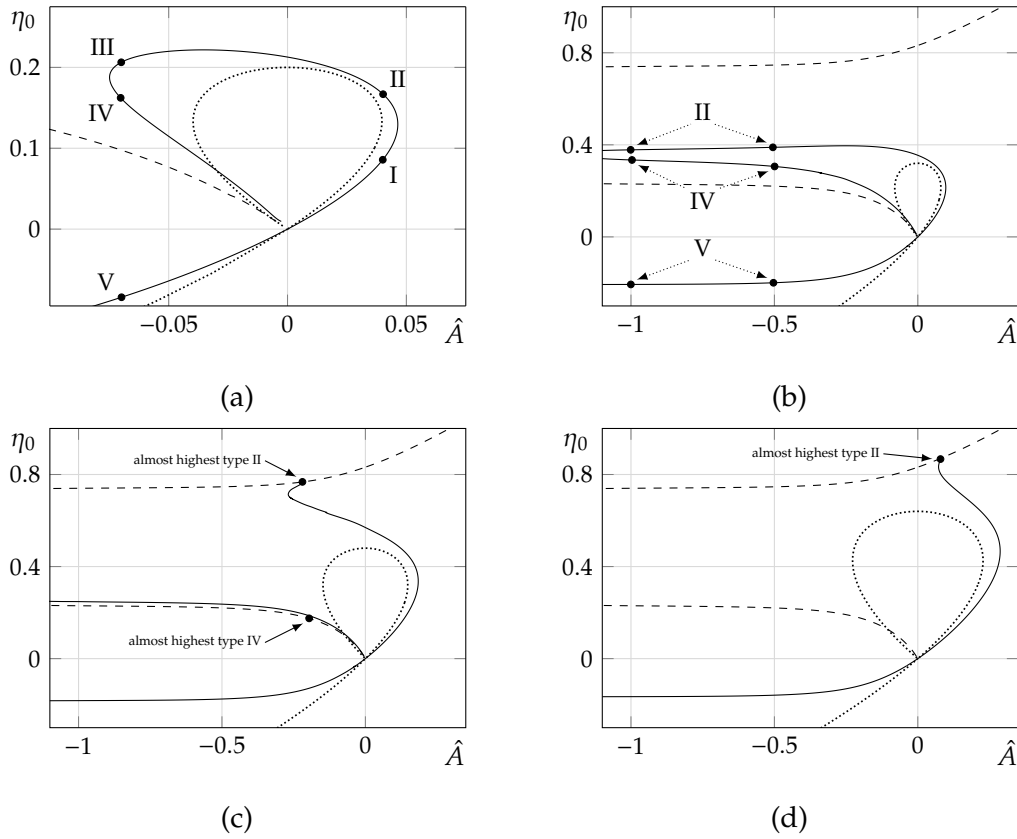 η0
III
II
0.2
IV
0.1
I
0
V
−0.05
0
0.05
Â
(a)
η0
0.8
II
0.4
IV
0
V
−1
−0.5
0
Â
(b)
η0
almost highest type II
0.8
0.4
almost highest type IV
0
−1
−0.5
0
Â
(c)
η0
almost highest type II
0.8
0.4
0
−1
−0.5
0
Â
(d)